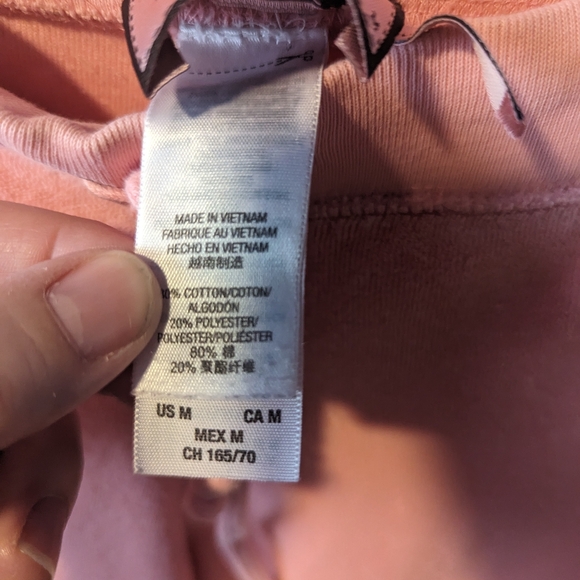 MADE IN VIETNAM
FABRIQUE AU VIETNAM
HECHO EN VIETNAM
越南制造
0% COTTON/COTON/
ALGODÓN
20% POLYESTER/
POLYESTER/POLIÉSTER
80% 棉
20% 聚酯纤维
US M CA M
MEX M
CH 165/70